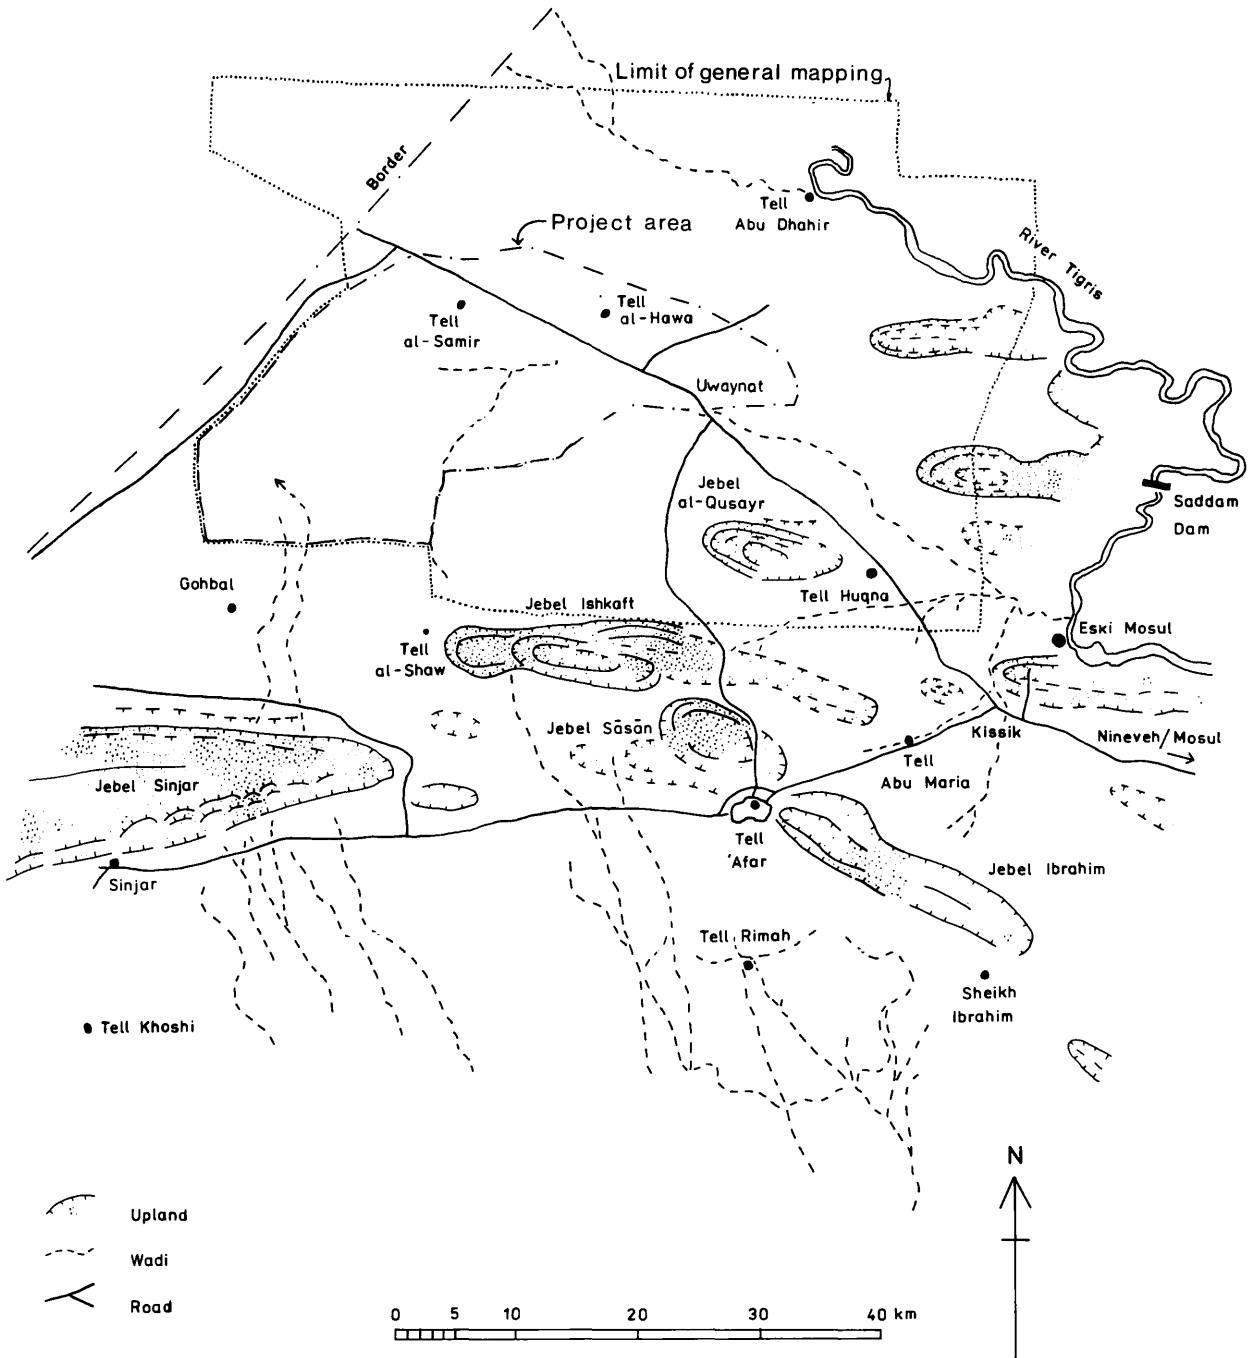 Limit of general mapping
Border
Project area
Tell
Abu Dhahir
River Tigris
Tell
al-Samir
Tell
al-Hawa
Uwaynat
Jebel
al-Qusayr
Saddam
Dam
Gohbal
Tell Huqna
Jebel Ishkaft
Eski Mosul
Tell
al-Shaw
Jebel Sāsān
Kissik
Nineveh/Mosul
Tell
Abu Maria
Jebel Sinjar
Tell
'Afar
Jebel Ibrahim
Sinjar
Tell Rimah
Sheikh
Ibrahim
Tell Khoshi
N
Upland
Wadi
Road
0 5 10 20 30 40 km